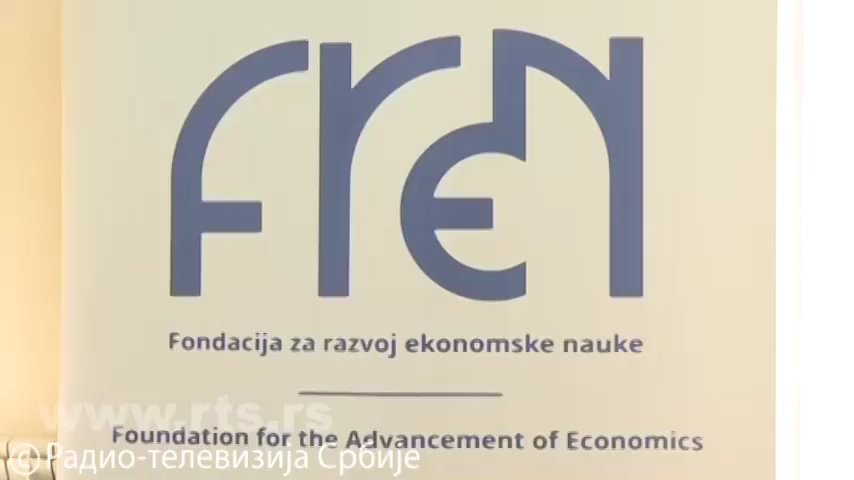 fren
Fondacija za razvoj ekonomske nauke
www.rts.rs
Foundation for the Advancement of Economics
©Радио-телевизија Србије